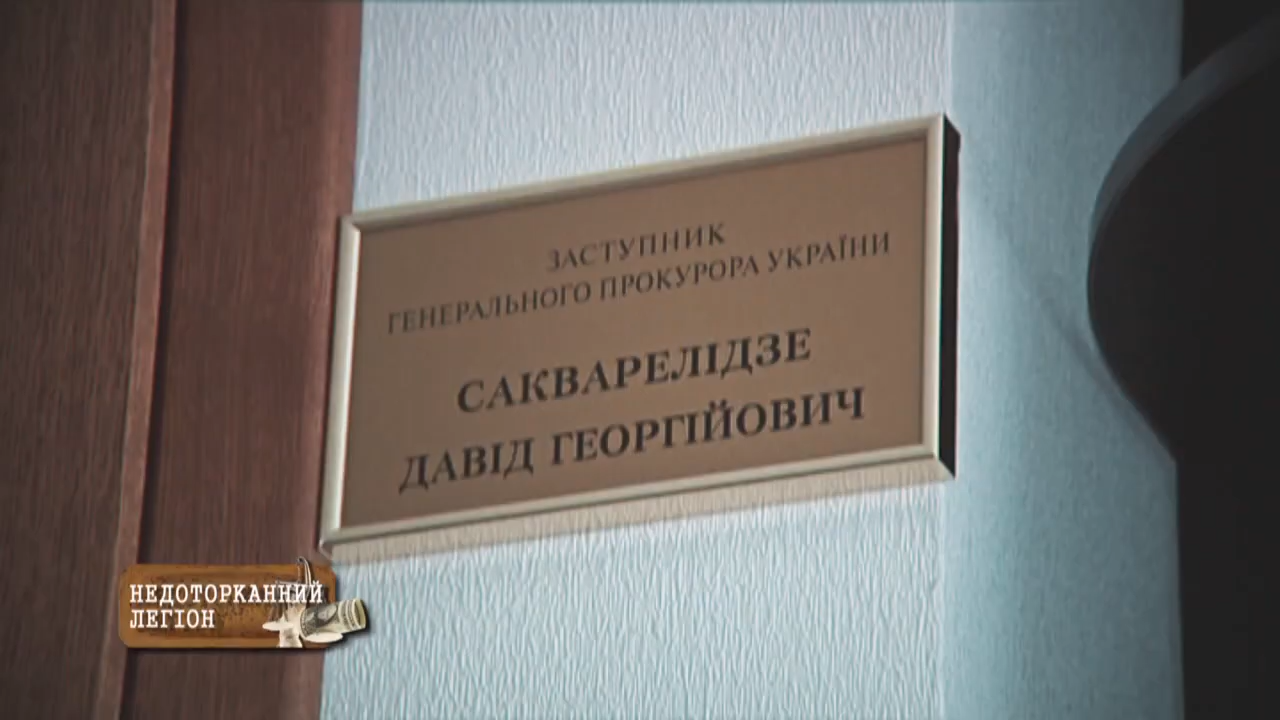 ЗАСТУПНИК
ГЕНЕРАЛЬНОГО ПРОКУРОРА УКРАЇНИ
САКВАРЕЛІДЗЕ
ДАВІД ГЕОРГІЙОВИЧ
НЕДОТОРКАННИЙ
ЛЕГІОН